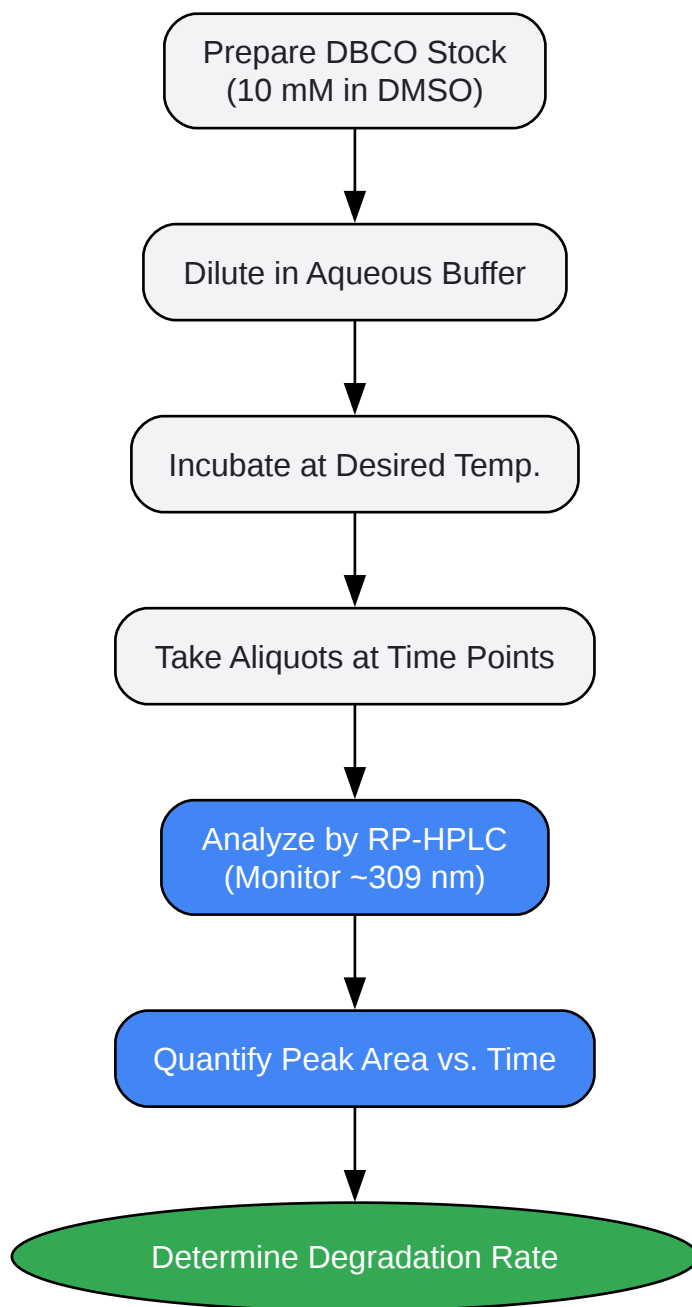 Prepare DBCO Stock
(10 mM in DMSO)
Dilute in Aqueous Buffer
Incubate at Desired Temp.
Take Aliquots at Time Points
Analyze by RP-HPLC
(Monitor ~309 nm)
Quantify Peak Area vs. Time
Determine Degradation Rate